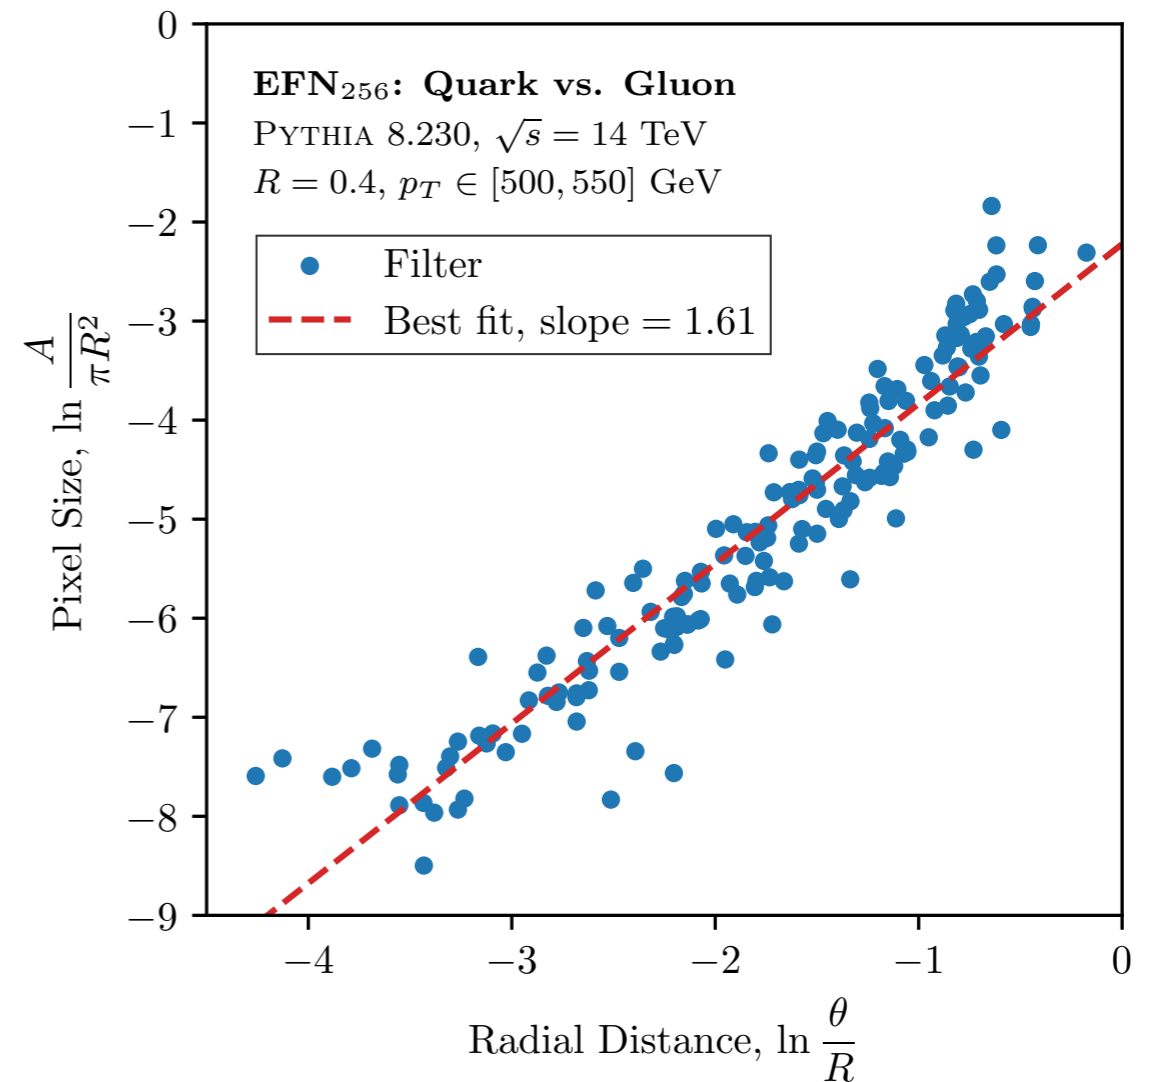 EFN₂₅₆: Quark vs. Gluon
PYTHIA 8.230, √s = 14 TeV
R = 0.4, p_T ∈ [500, 550] GeV
Filter
Best fit, slope = 1.61
Pixel Size, ln A/πR²
0
−1
−2
−3
−4
−5
−6
−7
−8
−9
−4
−3
−2
−1
0
Radial Distance, ln θ/R